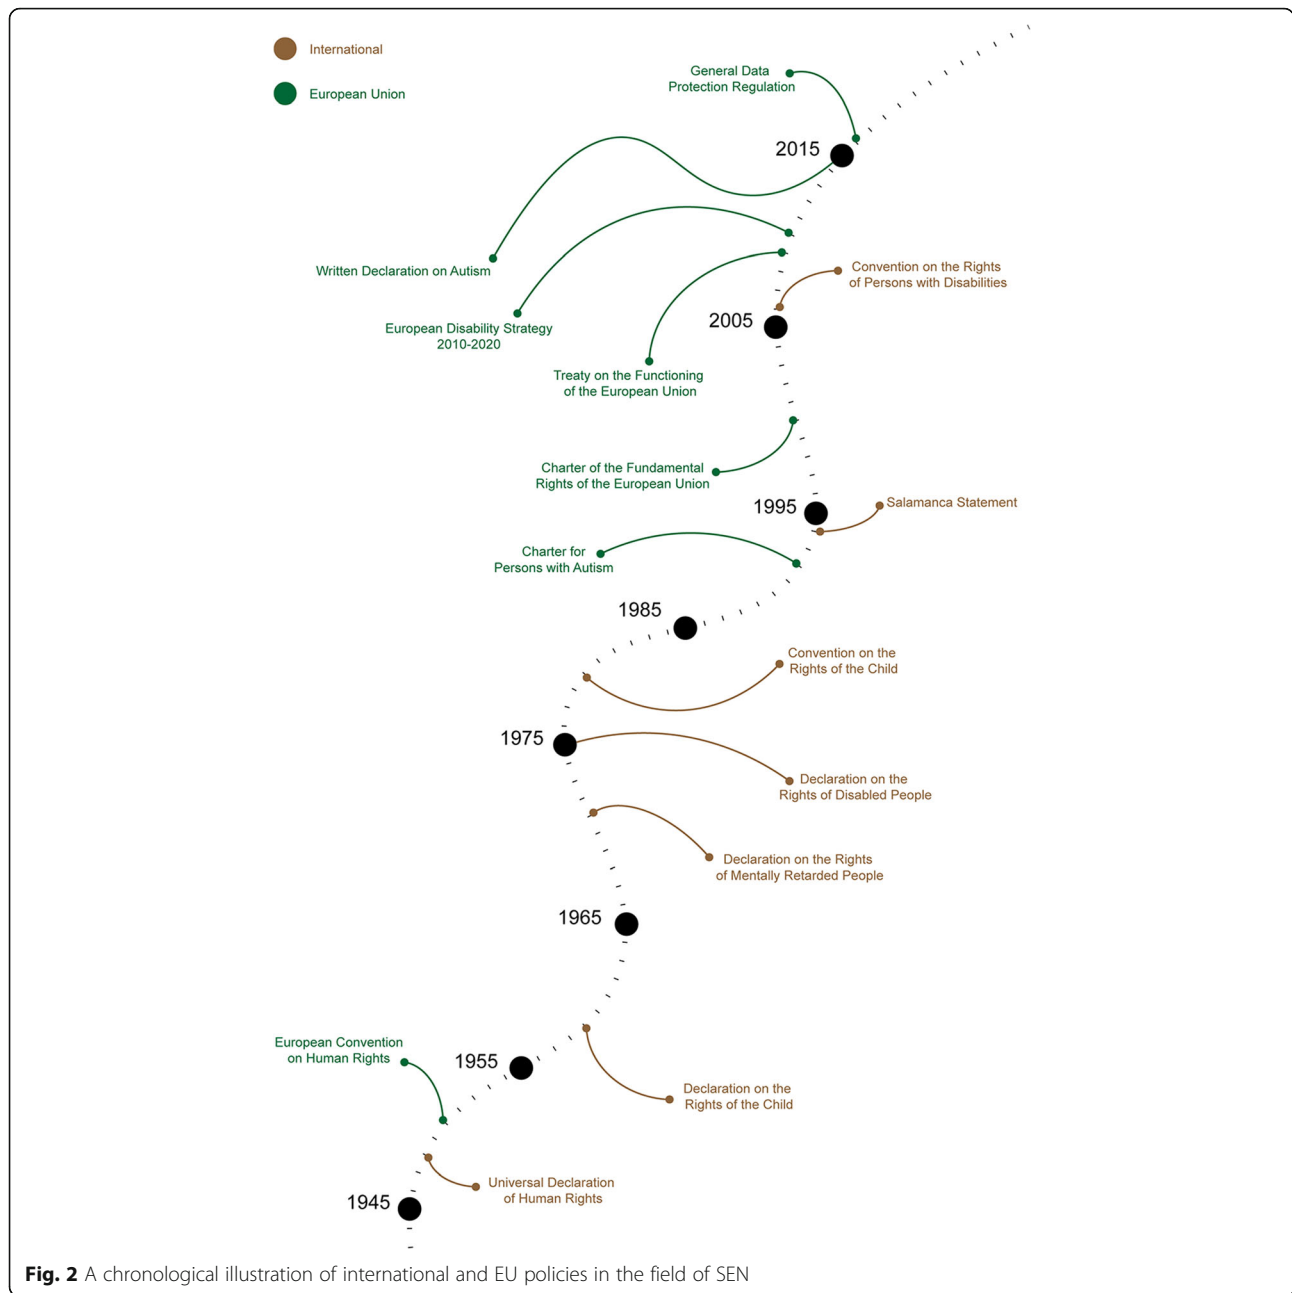 International
European Union
General Data
Protection Regulation
2015
Written Declaration on Autism
Convention on the Rights
of Persons with Disabilities
European Disability Strategy
2010-2020
2005
Treaty on the Functioning
of the European Union
Charter of the Fundamental
Rights of the European Union
1995
Salamanca Statement
Charter for
Persons with Autism
1985
Convention on the
Rights of the Child
1975
Declaration on the
Rights of Disabled People
Declaration on the Rights
of Mentally Retarded People
1965
European Convention
on Human Rights
1955
Declaration on the
Rights of the Child
Universal Declaration
of Human Rights
1945
Fig. 2 A chronological illustration of international and EU policies in the field of SEN